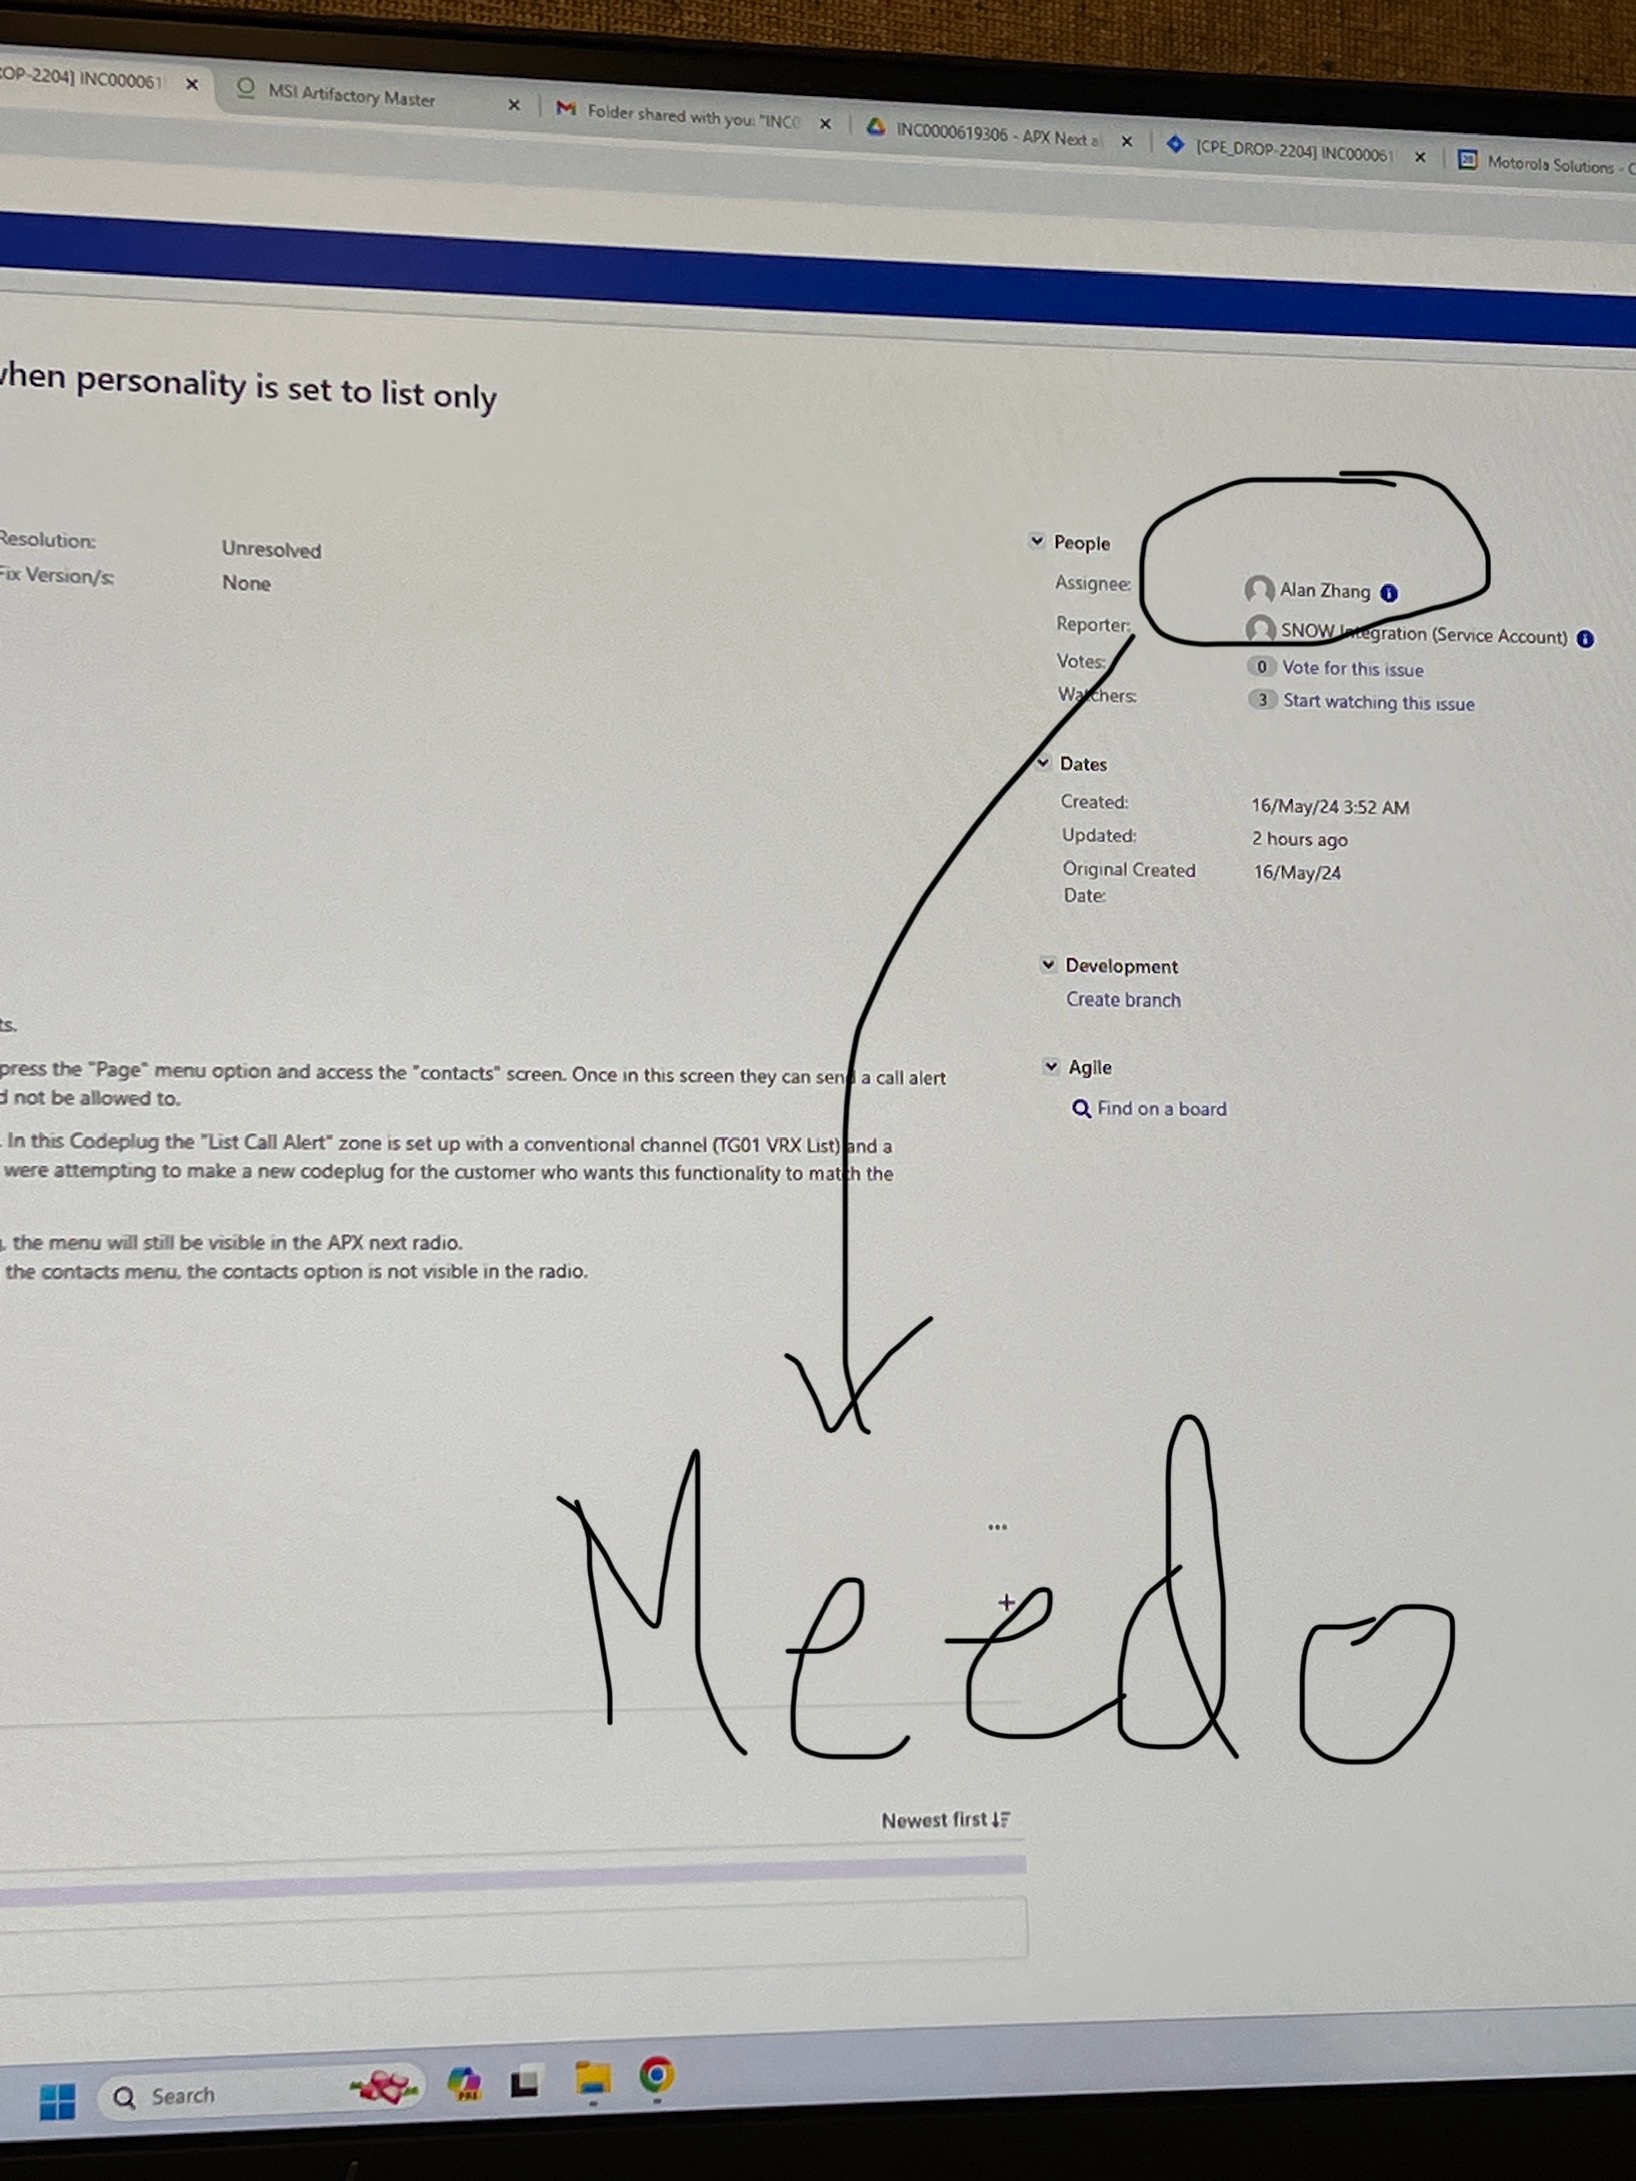 OP-2204] INC000061
MSI Artifactory Master
Folder shared with you: "INC0
INC0000619306 - APX Next a
[CPE_DROP-2204] INC000061
28
Motorola Solutions - C
when personality is set to list only
Resolution:
Unresolved
Fix Version/s:
None
People
Assignee:
Alan Zhang
Reporter:
SNOW Integration (Service Account)
Votes:
0 Vote for this issue
Watchers:
3 Start watching this issue
Dates
Created:
16/May/24 3:52 AM
Updated:
2 hours ago
Original Created
Date:
16/May/24
Development
Create branch
Agile
Find on a board
ts.
press the "Page" menu option and access the "contacts" screen. Once in this screen they can send a call alert
d not be allowed to.
. In this Codeplug the "List Call Alert" zone is set up with a conventional channel (TG01 VRX List) and a
were attempting to make a new codeplug for the customer who wants this functionality to match the
, the menu will still be visible in the APX next radio.
the contacts menu, the contacts option is not visible in the radio.
Meedo
Newest first
Search
PRE